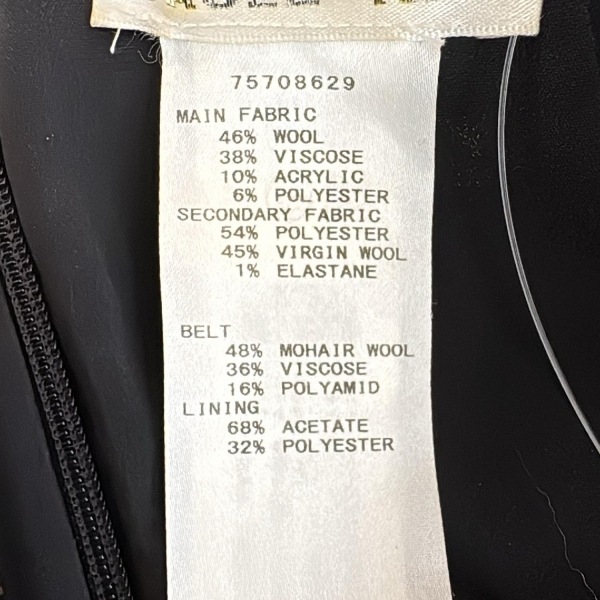 75708629
MAIN FABRIC
46% WOOL
38% VISCOSE
10% ACRYLIC
6% POLYESTER
SECONDARY FABRIC
54% POLYESTER
45% VIRGIN WOOL
1% ELASTANE
BELT
48% MOHAIR WOOL
36% VISCOSE
16% POLYAMID
LINING
68% ACETATE
32% POLYESTER